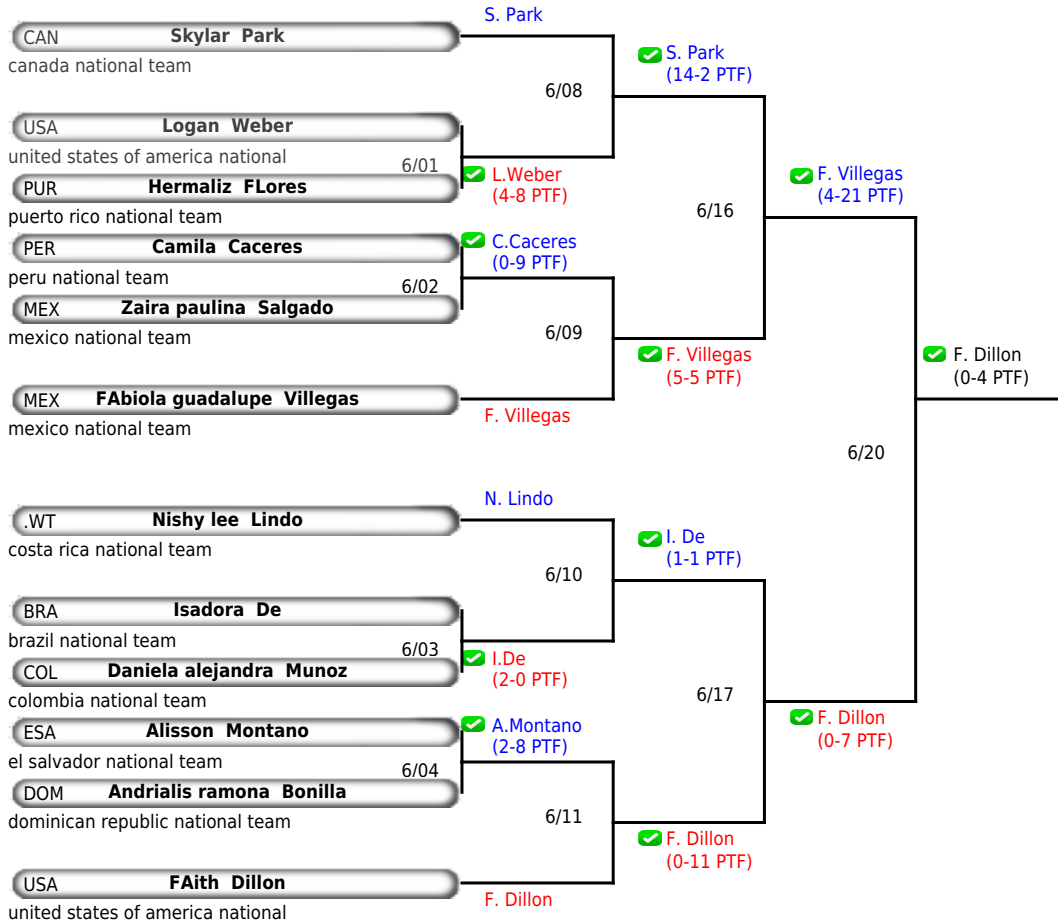 S. Park
CAN Skylar Park
canada national team
S. Park
(14-2 PTF)
6/08
USA Logan Weber
united states of america national
6/01
L.Weber
(4-8 PTF)
PUR Hermaliz FLores
puerto rico national team
F. Villegas
(4-21 PTF)
6/16
PER Camila Caceres
C.Caceres
(0-9 PTF)
peru national team
6/02
MEX Zaira paulina Salgado
mexico national team
6/09
F. Villegas
(5-5 PTF)
F. Dillon
(0-4 PTF)
MEX FAbiola guadalupe Villegas
F. Villegas
mexico national team
6/20
N. Lindo
.WT Nishy lee Lindo
costa rica national team
I. De
(1-1 PTF)
6/10
BRA Isadora De
brazil national team
6/03
I.De
(2-0 PTF)
COL Daniela alejandra Munoz
colombia national team
6/17
ESA Alisson Montano
A.Montano
(2-8 PTF)
F. Dillon
(0-7 PTF)
el salvador national team
6/04
DOM Andrialis ramona Bonilla
dominican republic national team
6/11
F. Dillon
(0-11 PTF)
USA FAith Dillon
F. Dillon
united states of america national